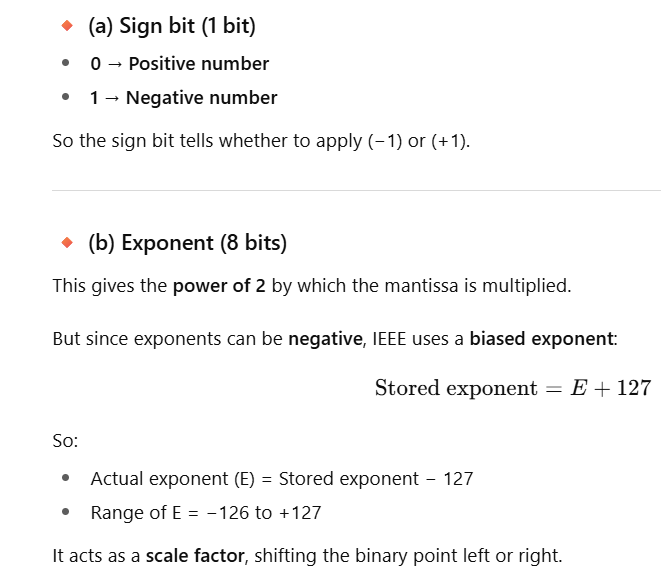 (a) Sign bit (1 bit)
0 → Positive number
1 → Negative number
So the sign bit tells whether to apply (−1) or (+1).
(b) Exponent (8 bits)
This gives the power of 2 by which the mantissa is multiplied.
But since exponents can be negative, IEEE uses a biased exponent:
Stored exponent = E + 127
So:
Actual exponent (E) = Stored exponent − 127
Range of E = −126 to +127
It acts as a scale factor, shifting the binary point left or right.